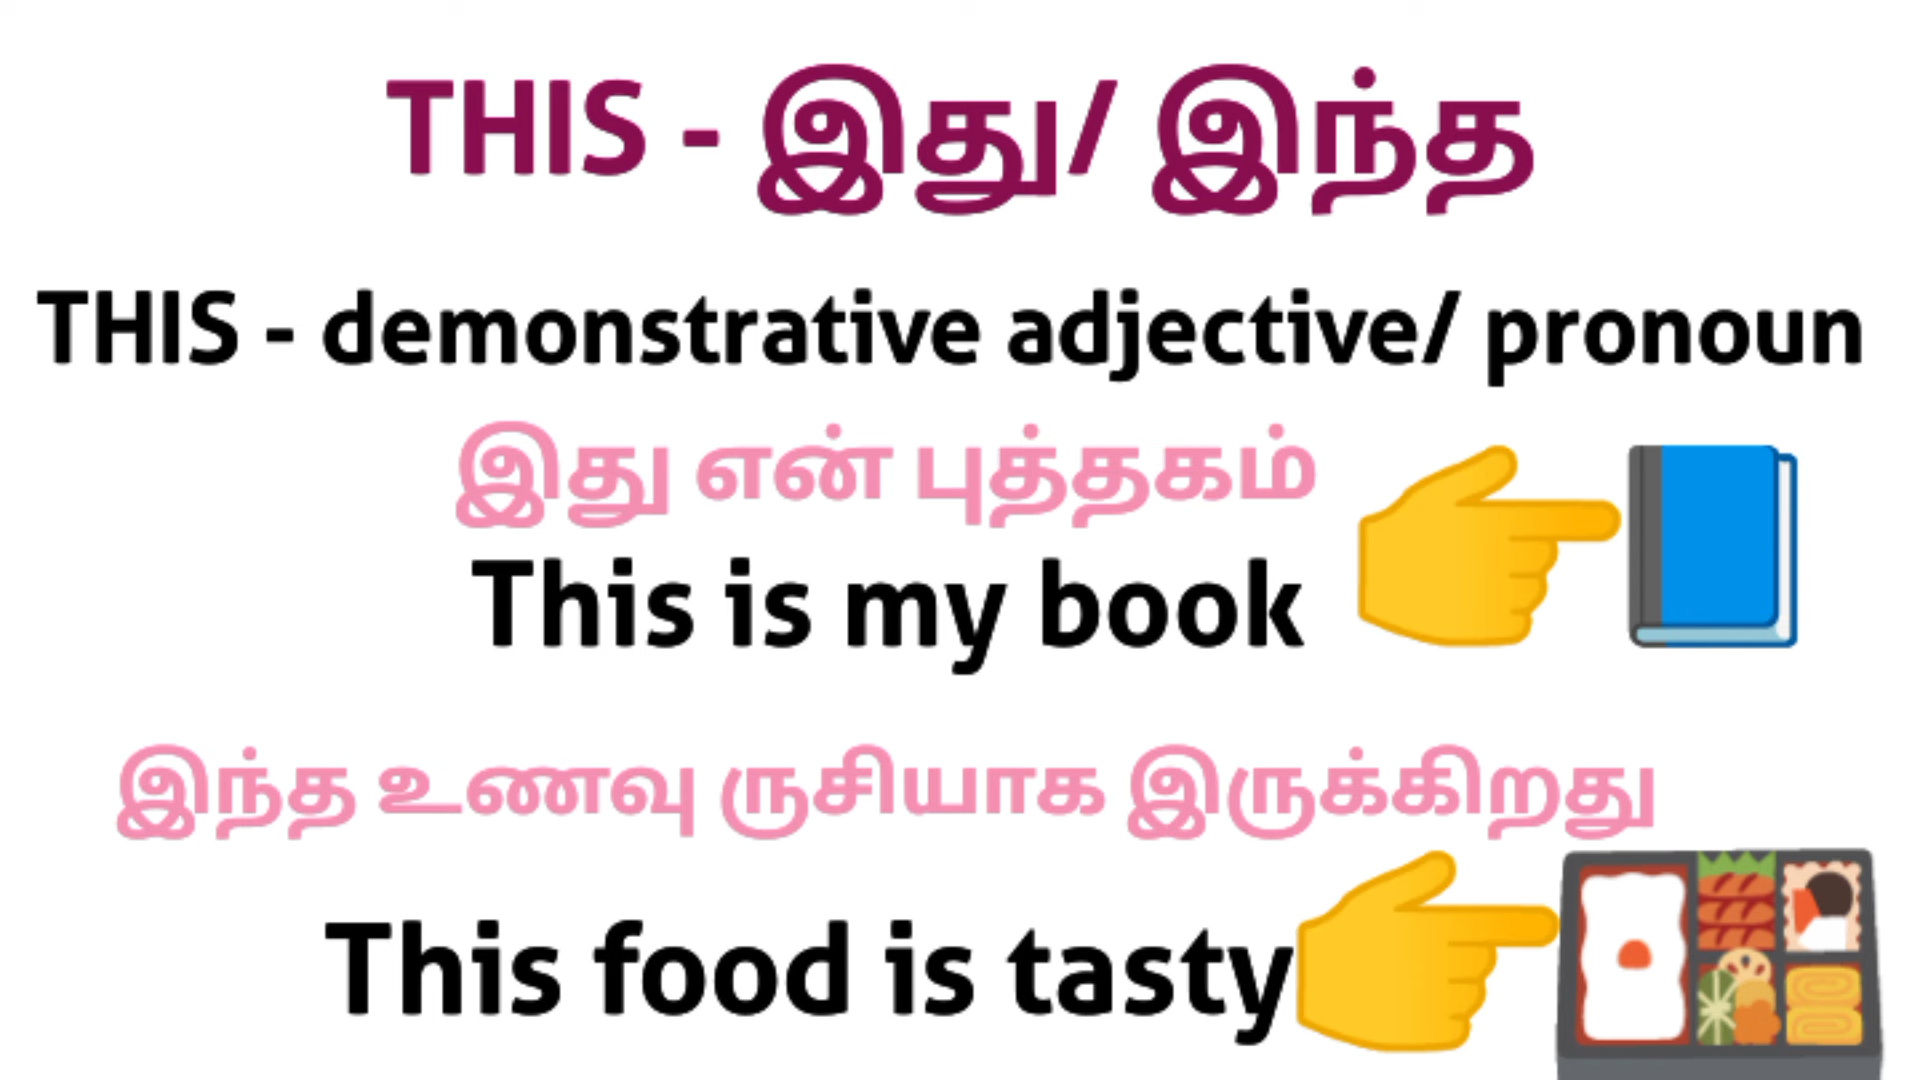 THIS - இது/ இந்த
THIS - demonstrative adjective/ pronoun
இது என் புத்தகம்
This is my book
இந்த உணவு ருசியாக இருக்கிறது
This food is tasty